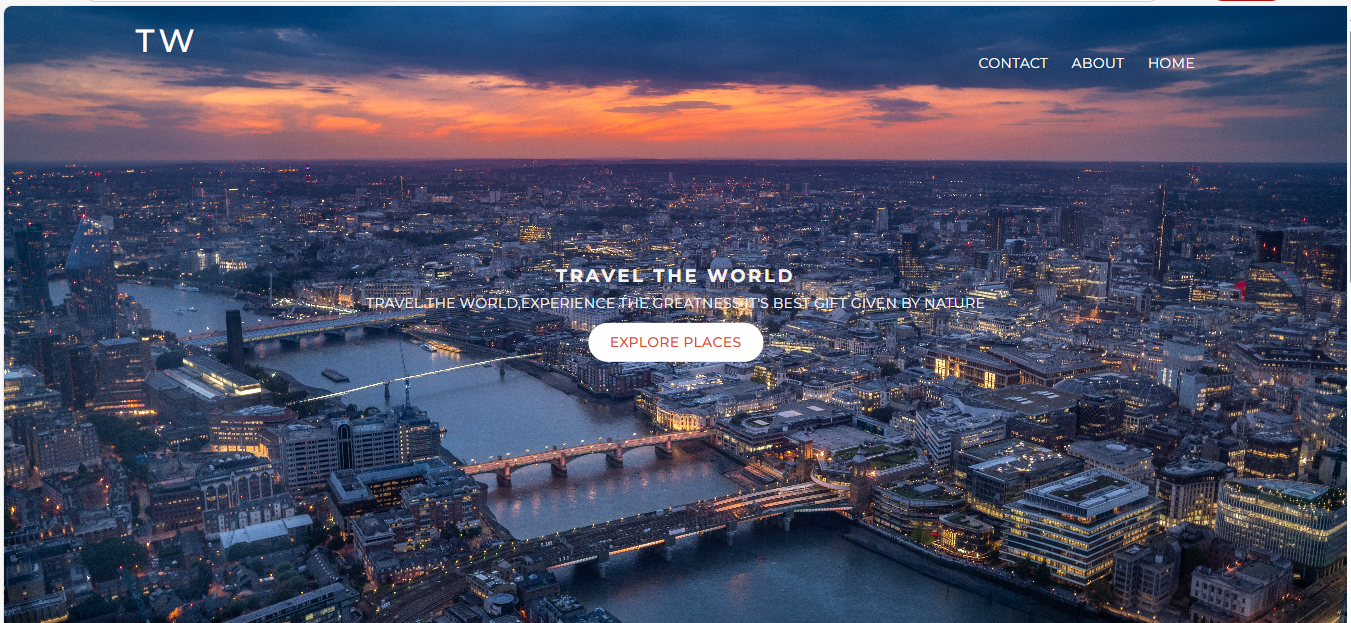 TW
CONTACT ABOUT HOME
TRAVEL THE WORLD
TRAVEL THE WORLD,EXPERIENCE THE GREATNESS.IT'S BEST GIFT GIVEN BY NATURE
EXPLORE PLACES